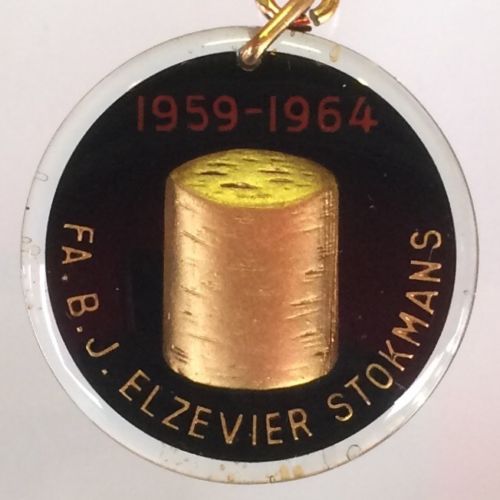 1959-1964
FA. B. J. ELZEVIER STOKMANS